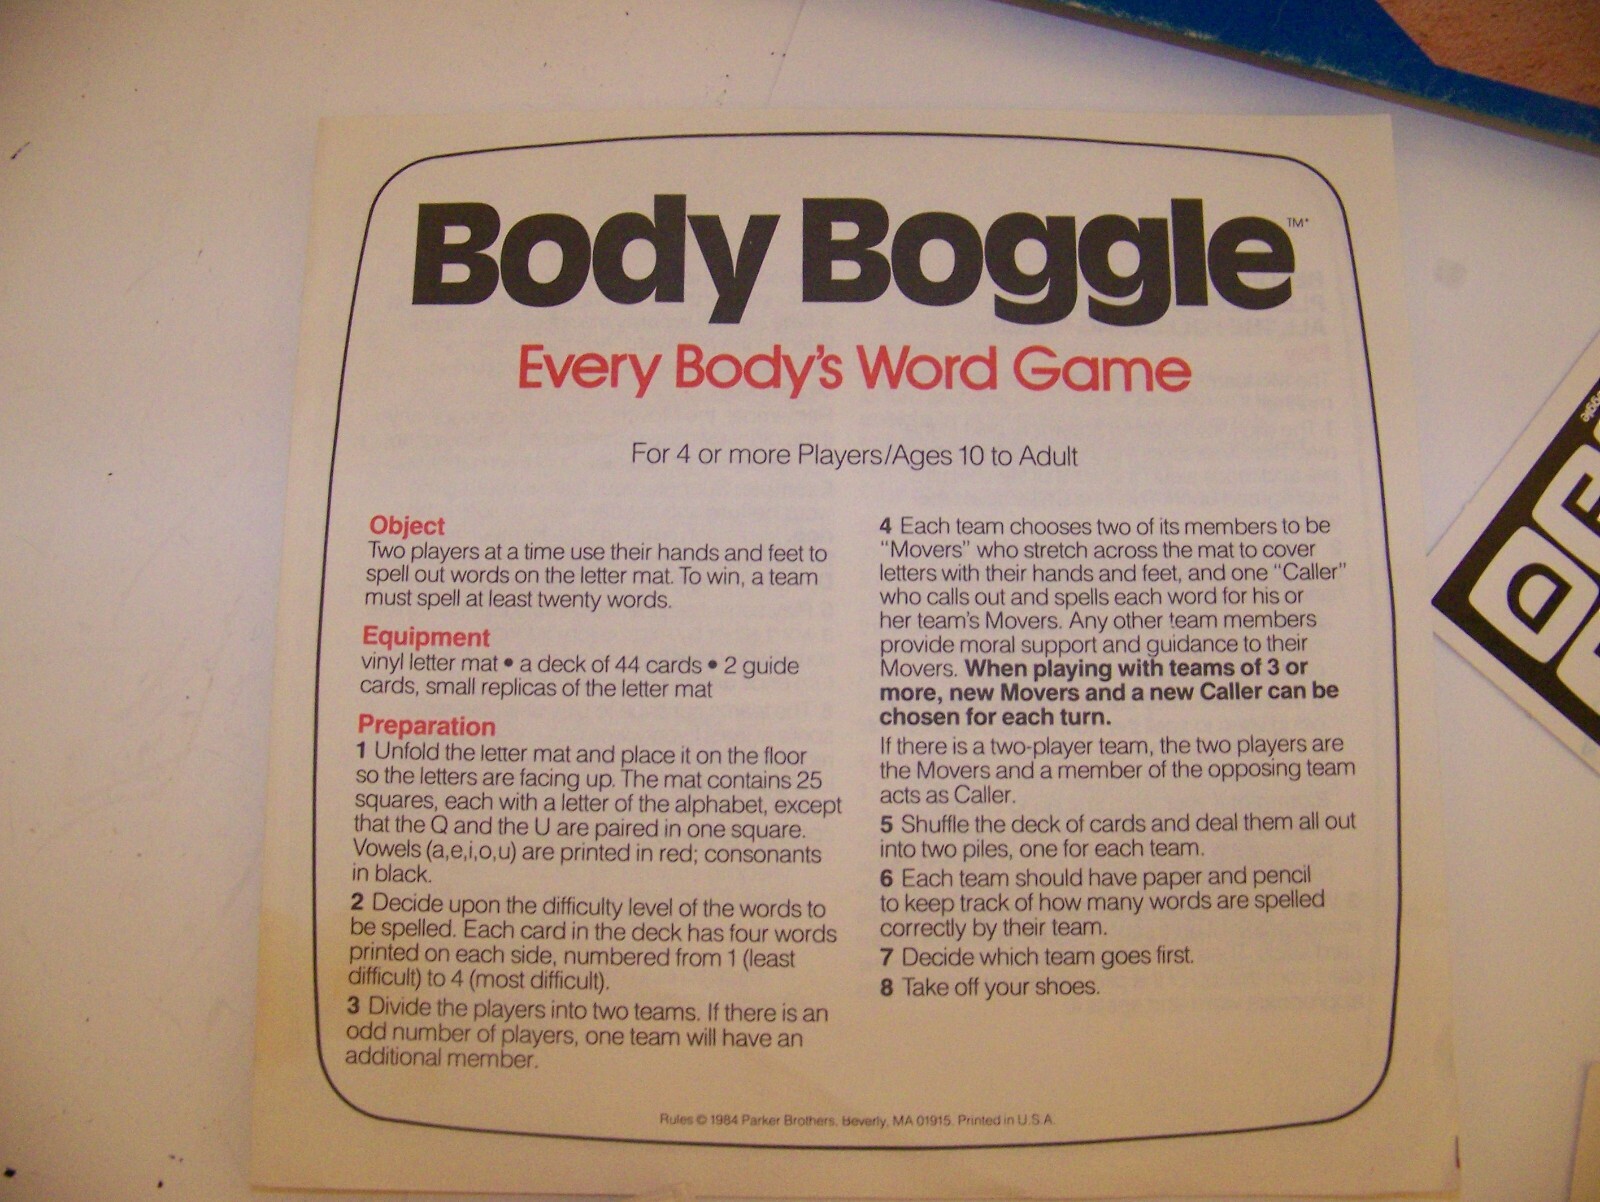 Body Boggle™*
Every Body's Word Game
For 4 or more Players/Ages 10 to Adult
Object
Two players at a time use their hands and feet to
spell out words on the letter mat. To win, a team
must spell at least twenty words.
Equipment
vinyl letter mat • a deck of 44 cards • 2 guide
cards, small replicas of the letter mat
Preparation
1 Unfold the letter mat and place it on the floor
so the letters are facing up. The mat contains 25
squares, each with a letter of the alphabet, except
that the Q and the U are paired in one square.
Vowels (a,e,i,o,u) are printed in red; consonants
in black.
2 Decide upon the difficulty level of the words to
be spelled. Each card in the deck has four words
printed on each side, numbered from 1 (least
difficult) to 4 (most difficult).
3 Divide the players into two teams. If there is an
odd number of players, one team will have an
additional member.
4 Each team chooses two of its members to be
"Movers" who stretch across the mat to cover
letters with their hands and feet, and one "Caller"
who calls out and spells each word for his or
her team's Movers. Any other team members
provide moral support and guidance to their
Movers. When playing with teams of 3 or
more, new Movers and a new Caller can be
chosen for each turn.
If there is a two-player team, the two players are
the Movers and a member of the opposing team
acts as Caller.
5 Shuffle the deck of cards and deal them all out
into two piles, one for each team.
6 Each team should have paper and pencil
to keep track of how many words are spelled
correctly by their team.
7 Decide which team goes first.
8 Take off your shoes.
Rules © 1984 Parker Brothers, Beverly, MA 01915. Printed in U.S.A.
D